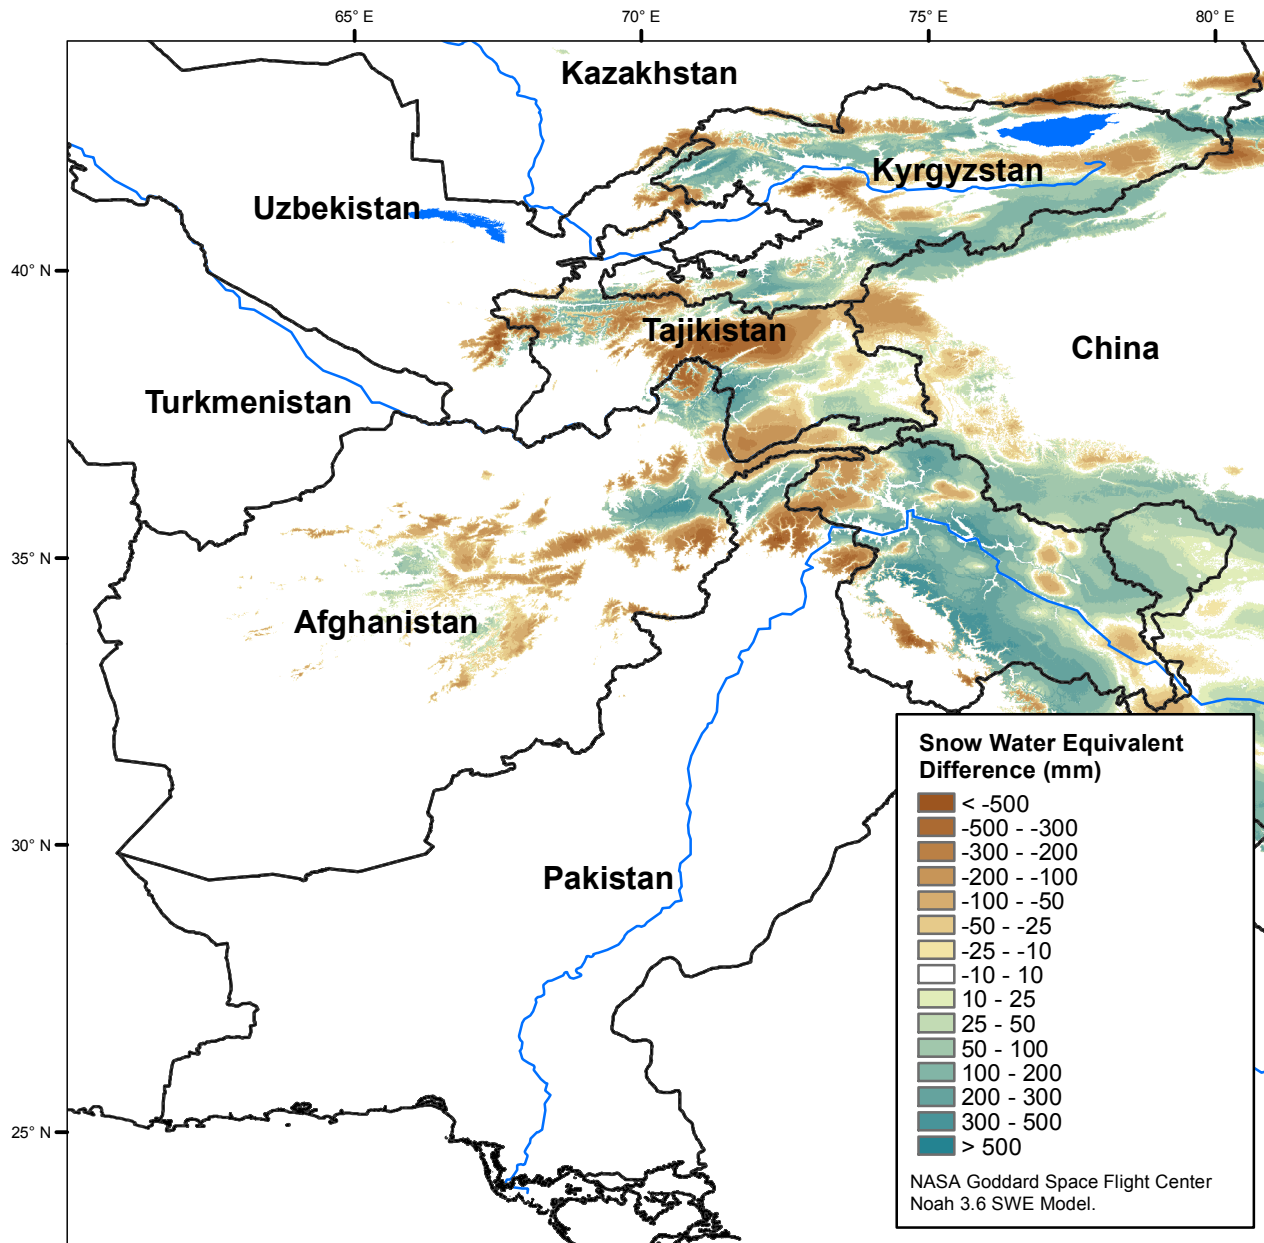 65° E
70° E
75° E
80° E
Kazakhstan
Kyrgyzstan
Uzbekistan
40° N
Tajikistan
China
Turkmenistan
35° N
Afghanistan
Snow Water Equivalent
Difference (mm)
< -500
-500 - -300
-300 - -200
-200 - -100
-100 - -50
-50 - -25
-25 - -10
-10 - 10
10 - 25
25 - 50
50 - 100
100 - 200
200 - 300
300 - 500
> 500
30° N
Pakistan
25° N
NASA Goddard Space Flight Center
Noah 3.6 SWE Model.